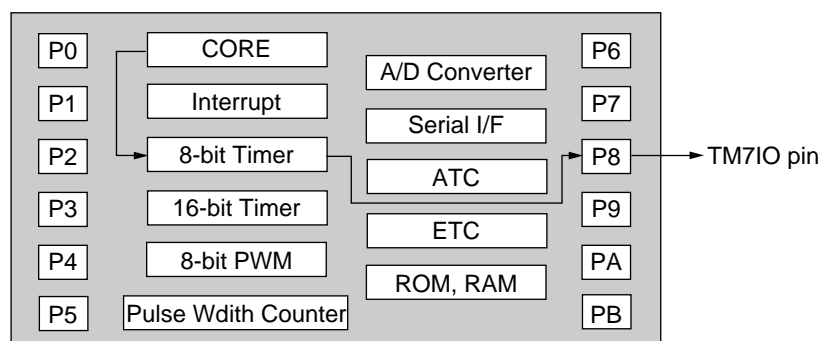 P0
P1
P2
P3
P4
P5
CORE
Interrupt
8-bit Timer
16-bit Timer
8-bit PWM
Pulse Wdith Counter
A/D Converter
Serial I/F
ATC
ETC
ROM, RAM
P6
P7
P8
P9
PA
PB
TM7IO pin